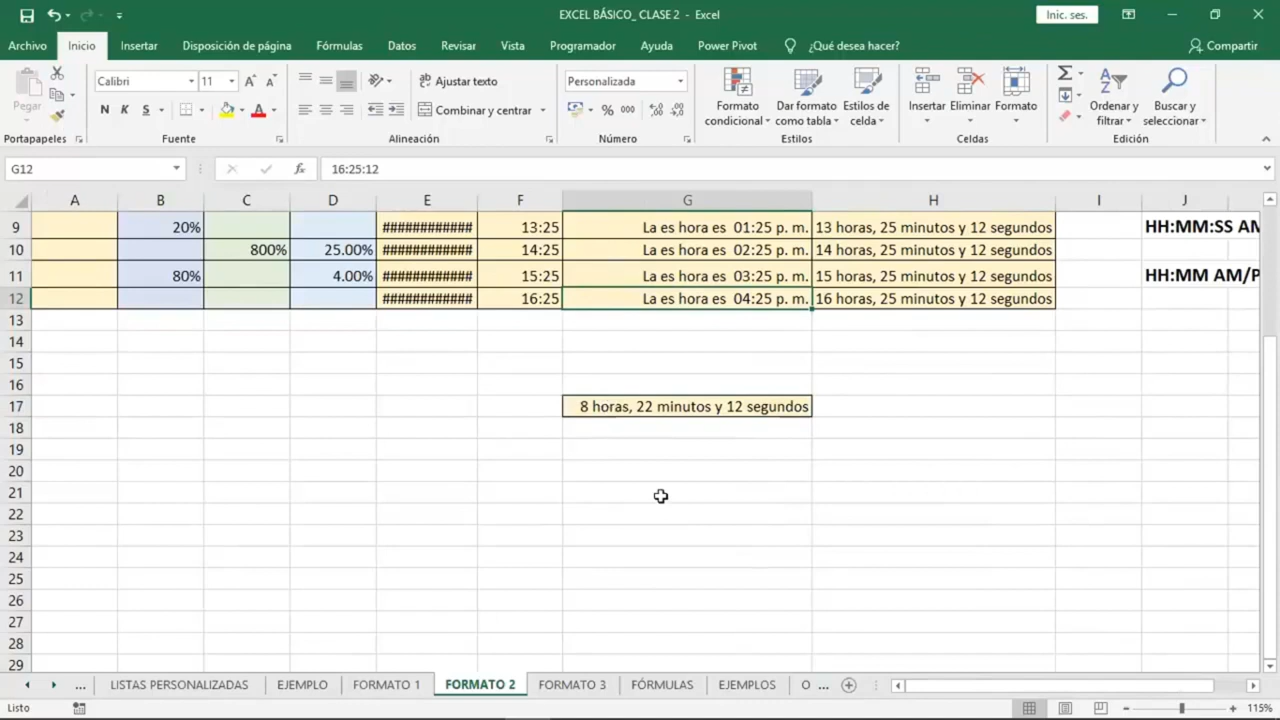 EXCEL BÁSICO_ CLASE 2 - Excel
Inic. ses.
Archivo Inicio Insertar Disposición de página Fórmulas Datos Revisar Vista Programador Ayuda Power Pivot ¿Qué desea hacer? Compartir
Pegar
Calibri 11
N K S
Ajustar texto
Combinar y centrar
Personalizada
% 000
Formato condicional
Dar formato como tabla
Estilos de celda
Insertar Eliminar Formato
Ordenar y filtrar
Buscar y seleccionar
Portapapeles Fuente Alineación Número Estilos Celdas Edición
G12 fx 16:25:12
A B C D E F G H I J
9 20% ############ 13:25 La es hora es 01:25 p. m. 13 horas, 25 minutos y 12 segundos HH:MM:SS AM
10 800% 25.00% ############ 14:25 La es hora es 02:25 p. m. 14 horas, 25 minutos y 12 segundos
11 80% 4.00% ############ 15:25 La es hora es 03:25 p. m. 15 horas, 25 minutos y 12 segundos HH:MM AM/P
12 ############ 16:25 La es hora es 04:25 p. m. 16 horas, 25 minutos y 12 segundos
13
14
15
16
17 8 horas, 22 minutos y 12 segundos
18
19
20
21
22
23
24
25
26
27
28
29
... LISTAS PERSONALIZADAS EJEMPLO FORMATO 1 FORMATO 2 FORMATO 3 FÓRMULAS EJEMPLOS O ...
Listo 115%